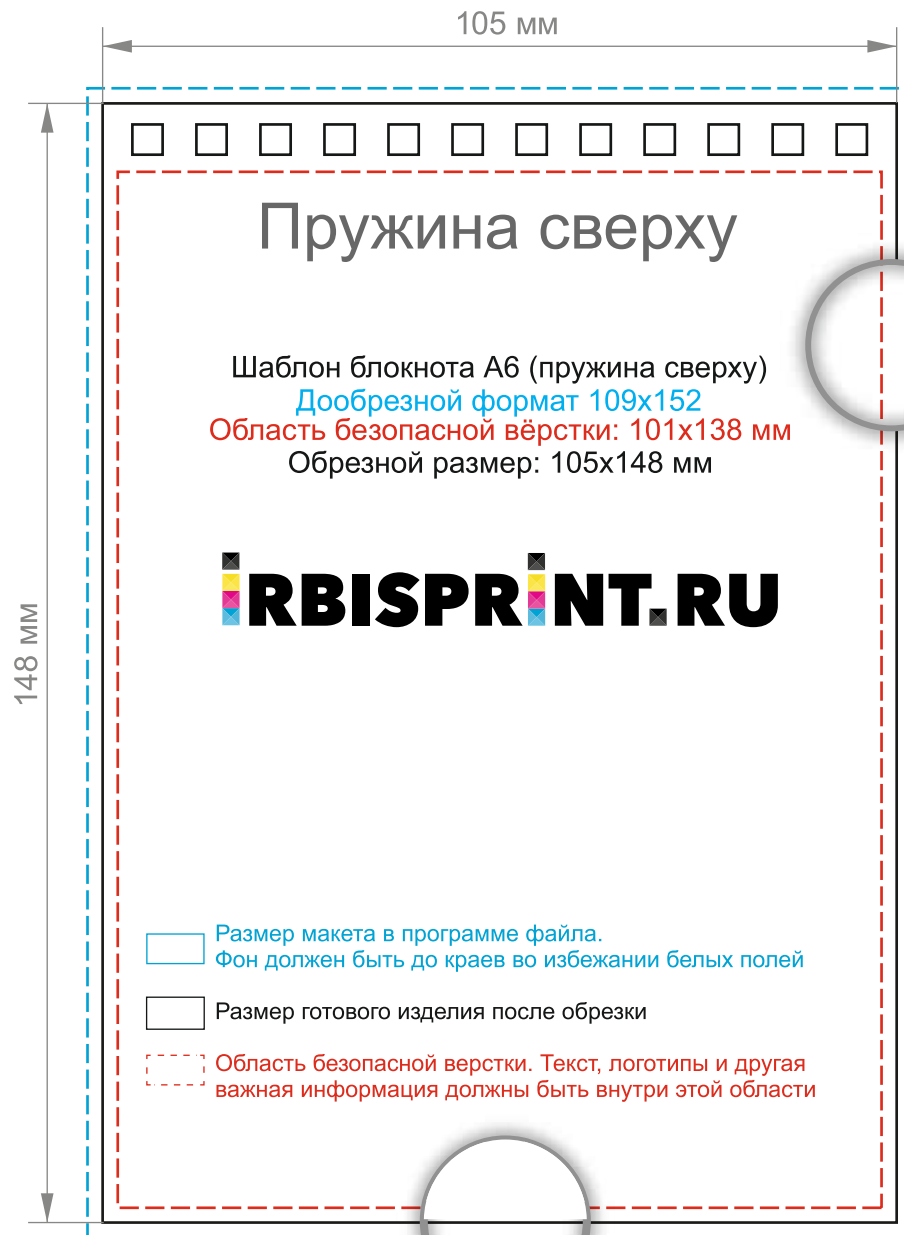 105 мм
Пружина сверху
Шаблон блокнота А6 (пружина сверху)
Дообрезной формат 109х152
Область безопасной вёрстки: 101х138 мм
Обрезной размер: 105х148 мм
iRBISPRiNT.RU
148 мм
Размер макета в программе файла.
Фон должен быть до краев во избежании белых полей
Размер готового изделия после обрезки
Область безопасной верстки. Текст, логотипы и другая
важная информация должны быть внутри этой области